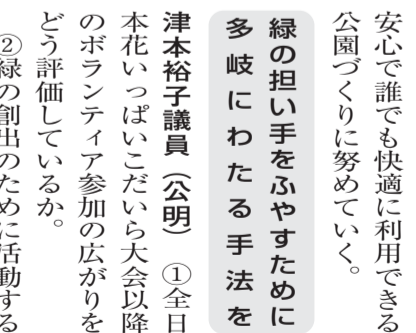 安心で誰でも快適に利用できる
公園づくりに努めていく。
緑の担い手をふやすために
多岐にわたる手法を
津本裕子議員（公明） ①全日
本花いっぱいこだいら大会以降
のボランティア参加の広がりを
どう評価しているか。
②緑の創出のために活動する